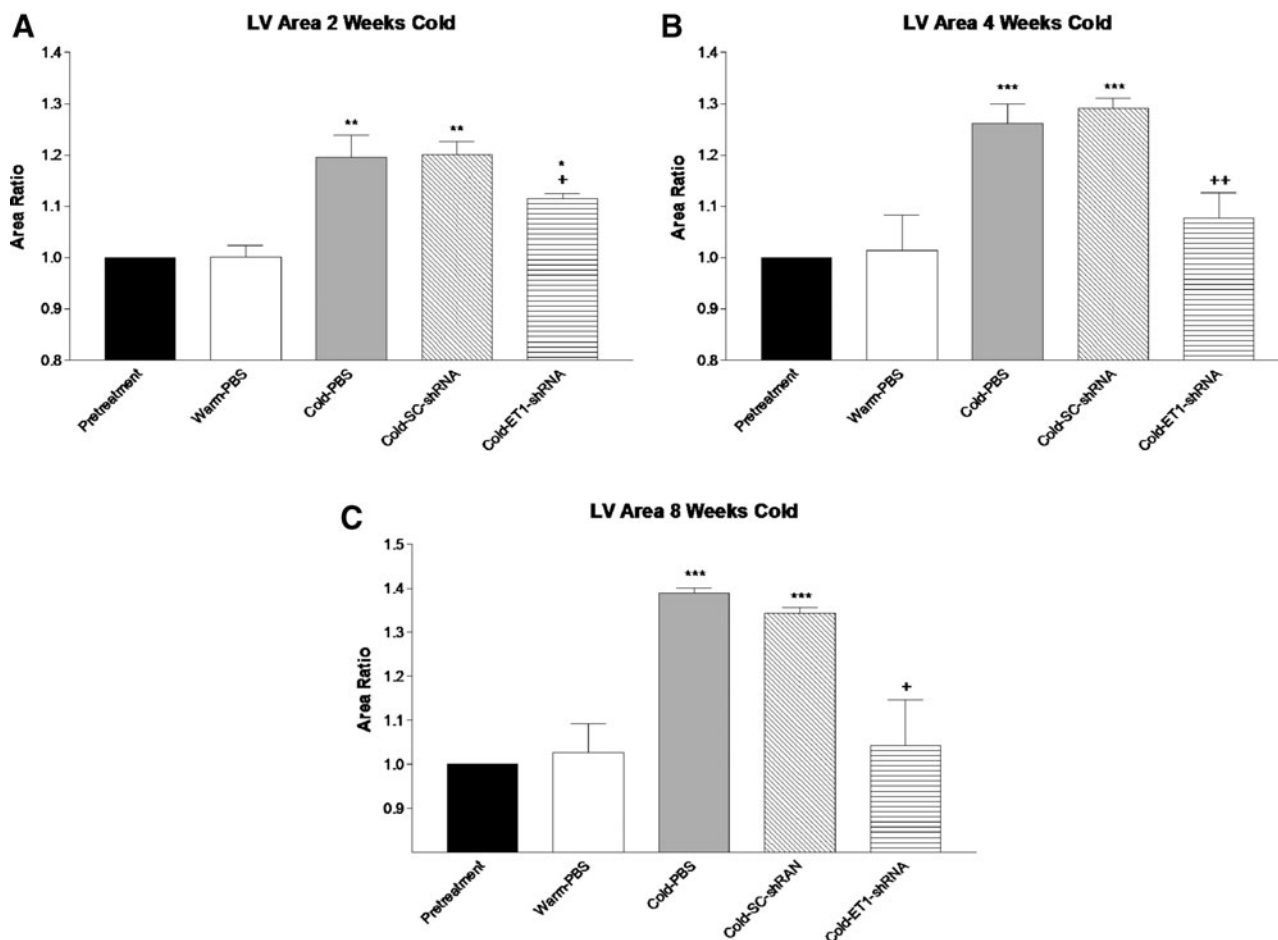 A
LV Area 2 Weeks Cold
Area Ratio
1.4
1.3
1.2
1.1
1.0
0.9
0.8
**
**
*
+
Pretreatment
Warm-PBS
Cold-PBS
Cold-SC-shRNA
Cold-ET1-shRNA
B
LV Area 4 Weeks Cold
Area Ratio
1.4
1.3
1.2
1.1
1.0
0.9
0.8
***
***
++
Pretreatment
Warm-PBS
Cold-PBS
Cold-SC-shRNA
Cold-ET1-shRNA
C
LV Area 8 Weeks Cold
Area Ratio
1.5
1.4
1.3
1.2
1.1
1.0
0.9
***
***
+
Pretreatment
Warm-PBS
Cold-PBS
Cold-SC-shRAN
Cold-ET1-shRNA